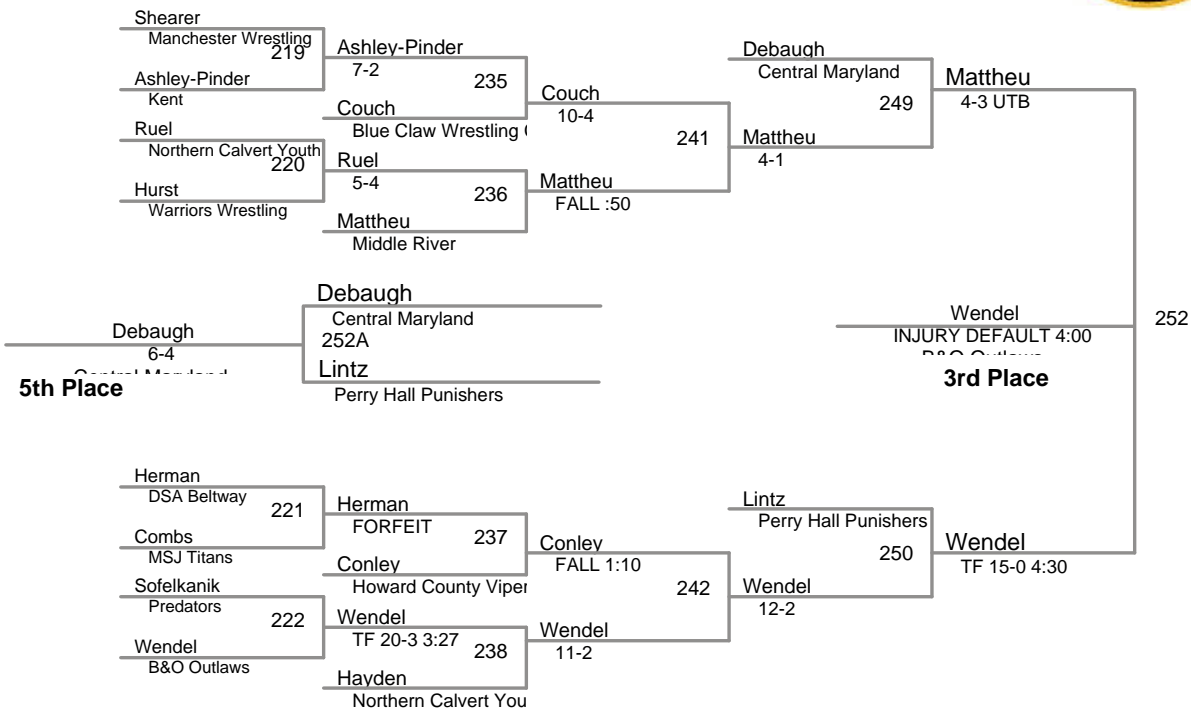 Shearer
Manchester Wrestling
219
Ashley-Pinder
Kent
Ruel
Northern Calvert Youth
220
Hurst
Warriors Wrestling
Ashley-Pinder
7-2
235
Couch
Blue Claw Wrestling
Ruel
5-4
236
Mattheu
Middle River
Couch
10-4
241
Mattheu
FALL :50
Debaugh
Central Maryland
249
Mattheu
4-1
Mattheu
4-3 UTB
Debaugh
6-4
Central Maryland
5th Place
Debaugh
Central Maryland
252A
Lintz
Perry Hall Punishers
Wendel
INJURY DEFAULT 4:00
B&O Outlaws
3rd Place
252
Herman
DSA Beltway
221
Combs
MSJ Titans
Sofelkanik
Predators
222
Wendel
B&O Outlaws
Herman
FORFEIT
237
Conley
Howard County Viper
Wendel
TF 20-3 3:27
238
Hayden
Northern Calvert You
Conley
FALL 1:10
242
Wendel
11-2
Lintz
Perry Hall Punishers
250
Wendel
12-2
Wendel
TF 15-0 4:30